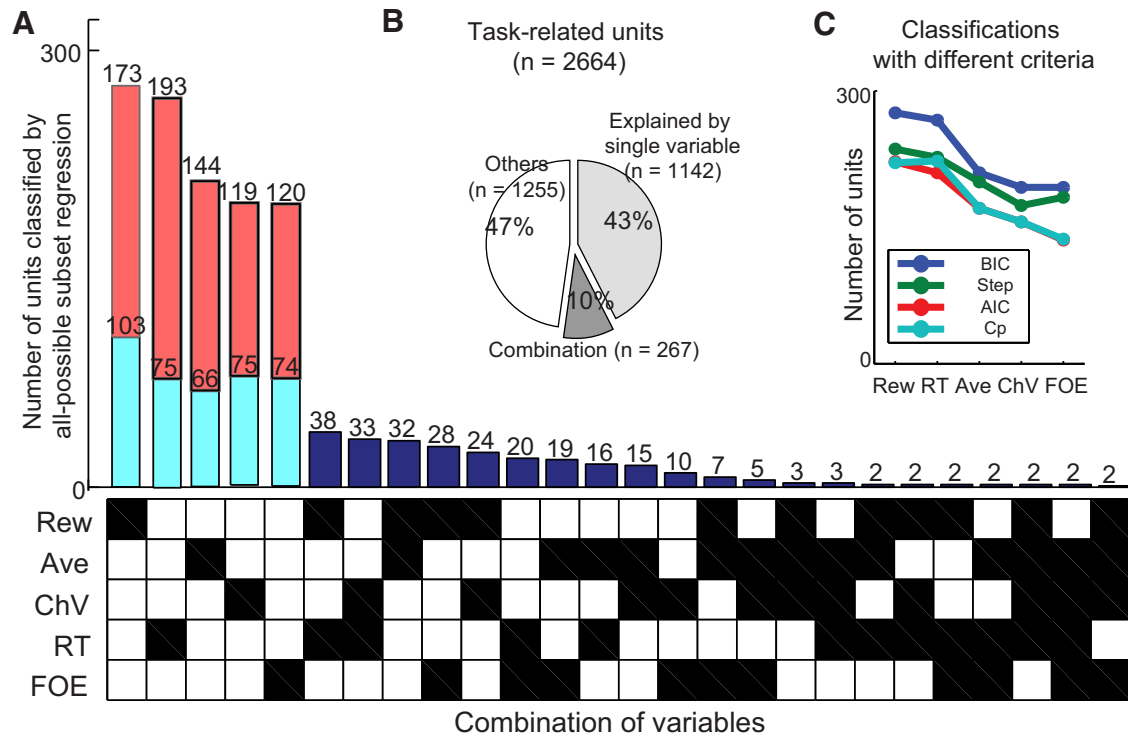 A
Number of units classified by
all-possible subset regression
300
0
173
193
144
119
120
103
75
66
75
74
38
33
32
28
24
20
19
16
15
10
7
5
3
3
2
2
2
2
2
2
2
Rew
Ave
ChV
RT
FOE
Combination of variables
B
Task-related units
(n = 2664)
Explained by
single variable
(n = 1142)
Others
(n = 1255)
47%
43%
10%
Combination (n = 267)
C
Classifications
with different criteria
Number of units
300
0
BIC
Step
AIC
Cp
Rew RT Ave ChV FOE